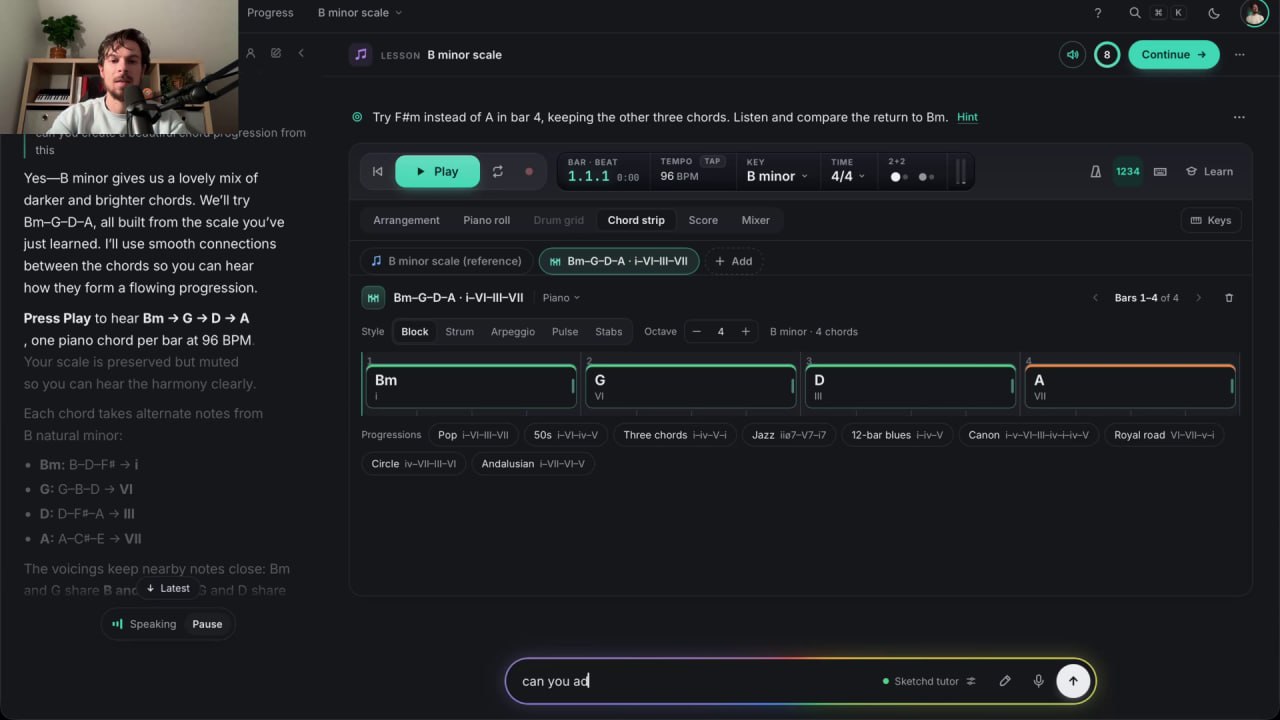 Progress
B minor scale
?
⌘ K
LESSON B minor scale
8
Continue →
can you create a beautiful chord progression from
this
Yes—B minor gives us a lovely mix of
darker and brighter chords. We'll try
Bm–G–D–A, all built from the scale you've
just learned. I'll use smooth connections
between the chords so you can hear
how they form a flowing progression.
Press Play to hear Bm → G → D → A
, one piano chord per bar at 96 BPM.
Your scale is preserved but muted
so you can hear the harmony clearly.
Each chord takes alternate notes from
B natural minor:
• Bm: B–D–F♯ → i
• G: G–B–D → VI
• D: D–F♯–A → III
• A: A–C♯–E → VII
The voicings keep nearby notes close: Bm
and G share B and G and D share
↓ Latest
Speaking Pause
Try F#m instead of A in bar 4, keeping the other three chords. Listen and compare the return to Bm. Hint
Play
BAR · BEAT
1.1.1 0:00
TEMPO TAP
96 BPM
KEY
B minor
TIME
4/4
2+2
1234
Learn
Arrangement Piano roll Drum grid Chord strip Score Mixer
Keys
B minor scale (reference)
Bm–G–D–A · i–VI–III–VII
+ Add
Bm–G–D–A · i–VI–III–VII
Piano
Bars 1–4 of 4
Style Block Strum Arpeggio Pulse Stabs
Octave − 4 +
B minor · 4 chords
1 2 3 4
Bm G D A
i VI III VII
Progressions Pop i–VI–III–VII 50s i–VI–iv–V Three chords i–iv–V–i Jazz iiø7–V7–i7 12-bar blues i–iv–V Canon i–v–VI–III–iv–i–iv–V Royal road VI–VII–v–i
Circle iv–VII–III–VI Andalusian i–VII–VI–V
can you ad
Sketchd tutor